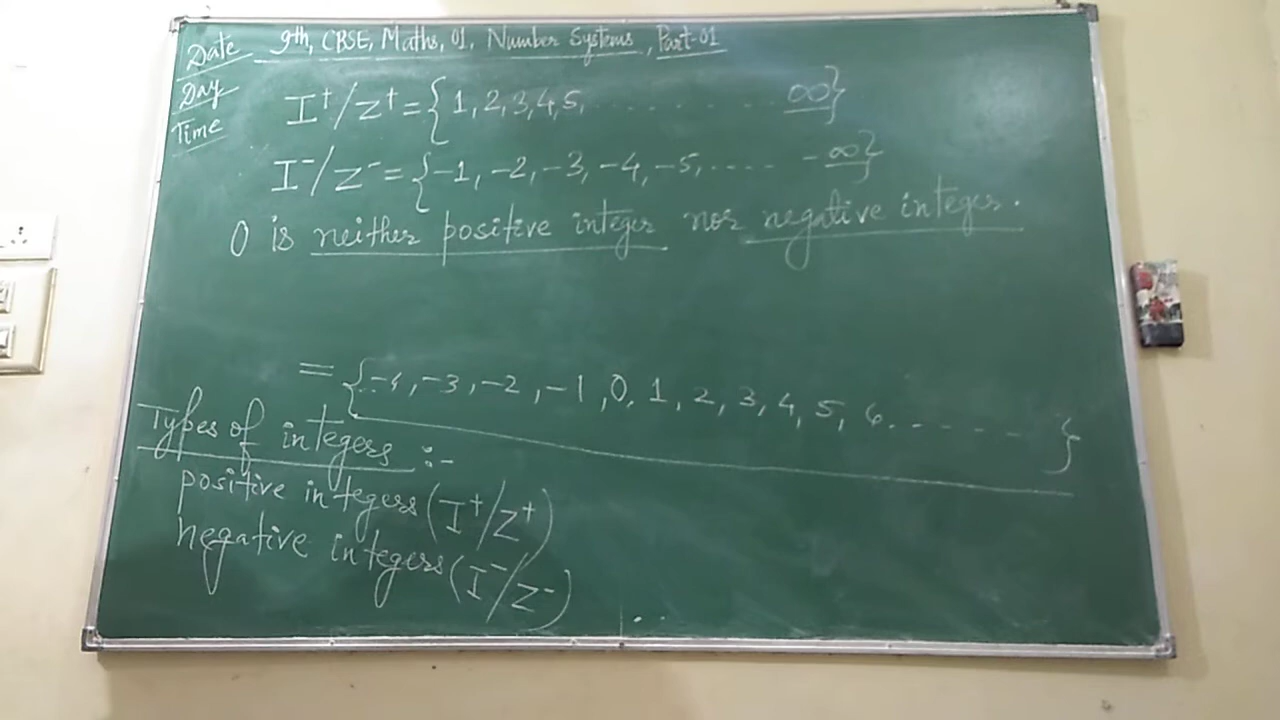 Date 9th, CBSE, Maths, 01, Number Systems, Part-01
Day
Time
I⁺/Z⁺ = {1, 2, 3, 4, 5, . . . . . . . . . ∞}
I⁻/Z⁻ = {-1, -2, -3, -4, -5, ..... -∞}
0 is neither positive integer nor negative integer.
= {..-4, -3, -2, -1, 0, 1, 2, 3, 4, 5, 6. . - - - - }
Types of integers :-
positive integers (I⁺/Z⁺)
negative integers (I⁻/Z⁻)